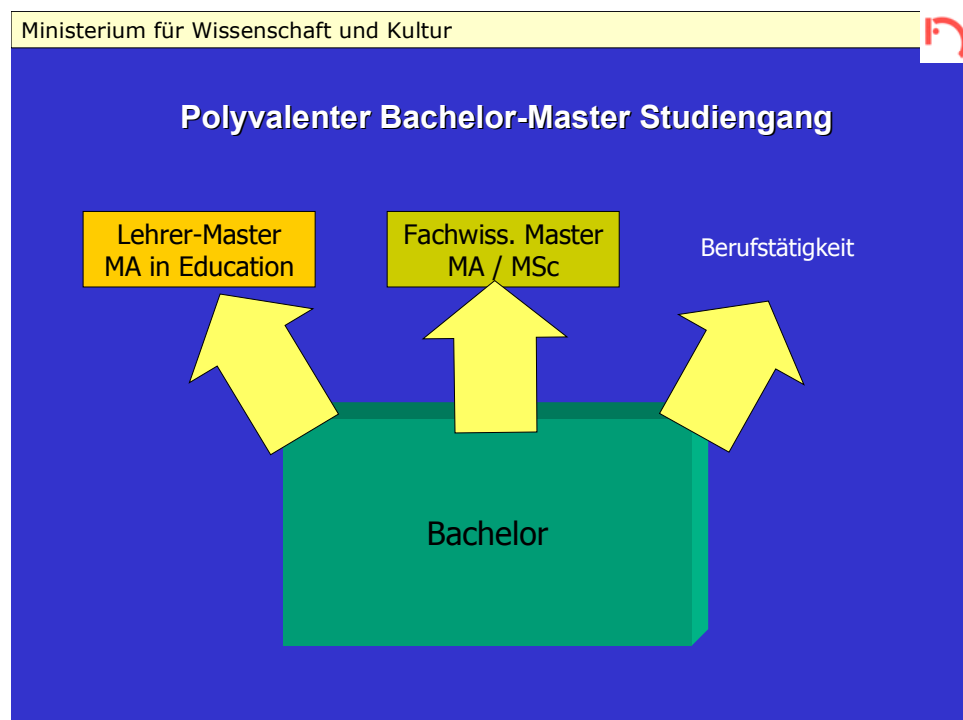 Ministerium für Wissenschaft und Kultur
Polyvalenter Bachelor-Master Studiengang
Lehrer-Master
MA in Education
Fachwiss. Master
MA / MSc
Berufstätigkeit
Bachelor